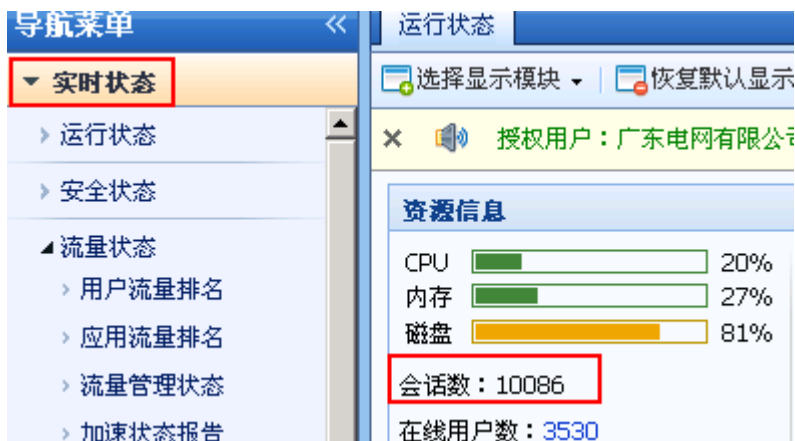 导航菜单
实时状态
运行状态
安全状态
流量状态
用户流量排名
应用流量排名
流量管理状态
加速状态报告
运行状态
选择显示模块 恢复默认显示
授权用户：广东电网有限公司
资源信息
CPU 20%
内存 27%
磁盘 81%
会话数：10086
在线用户数：3530